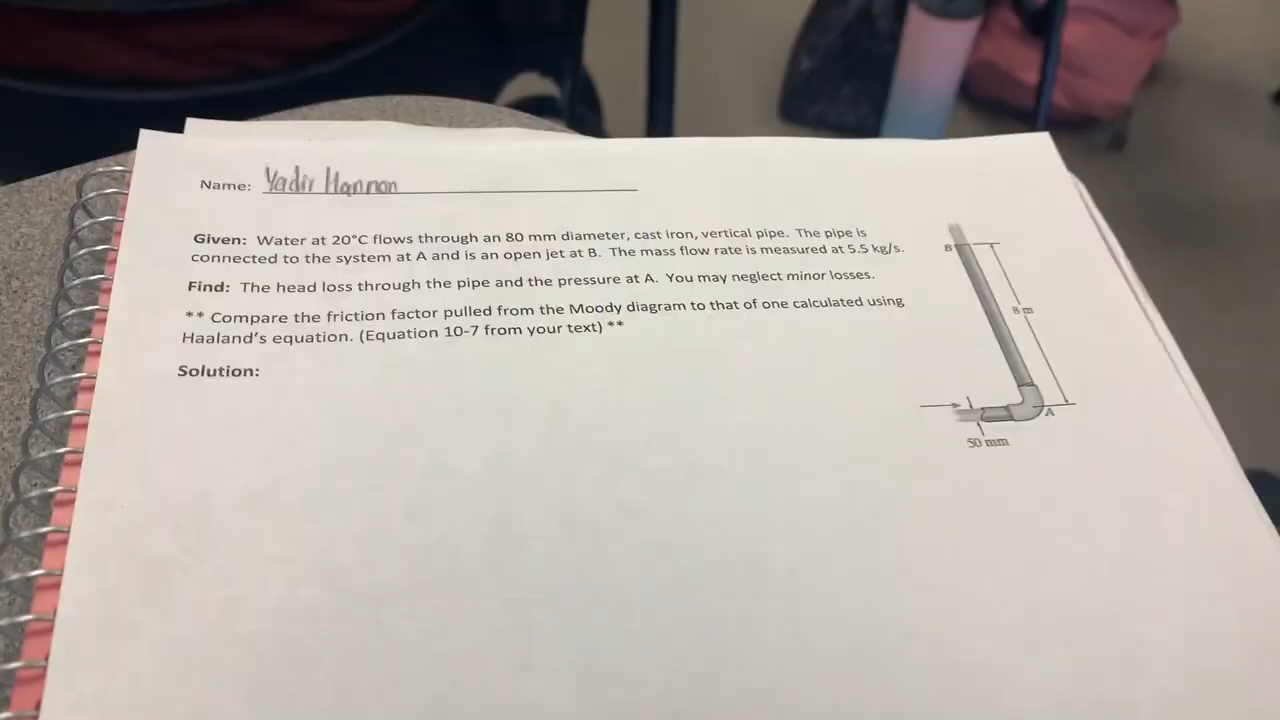 Name: Yadir Hannon
Given: Water at 20°C flows through an 80 mm diameter, cast iron, vertical pipe. The pipe is
connected to the system at A and is an open jet at B. The mass flow rate is measured at 5.5 kg/s.
Find: The head loss through the pipe and the pressure at A. You may neglect minor losses.
** Compare the friction factor pulled from the Moody diagram to that of one calculated using
Haaland's equation. (Equation 10-7 from your text) **
Solution:
B
8 m
A
50 mm